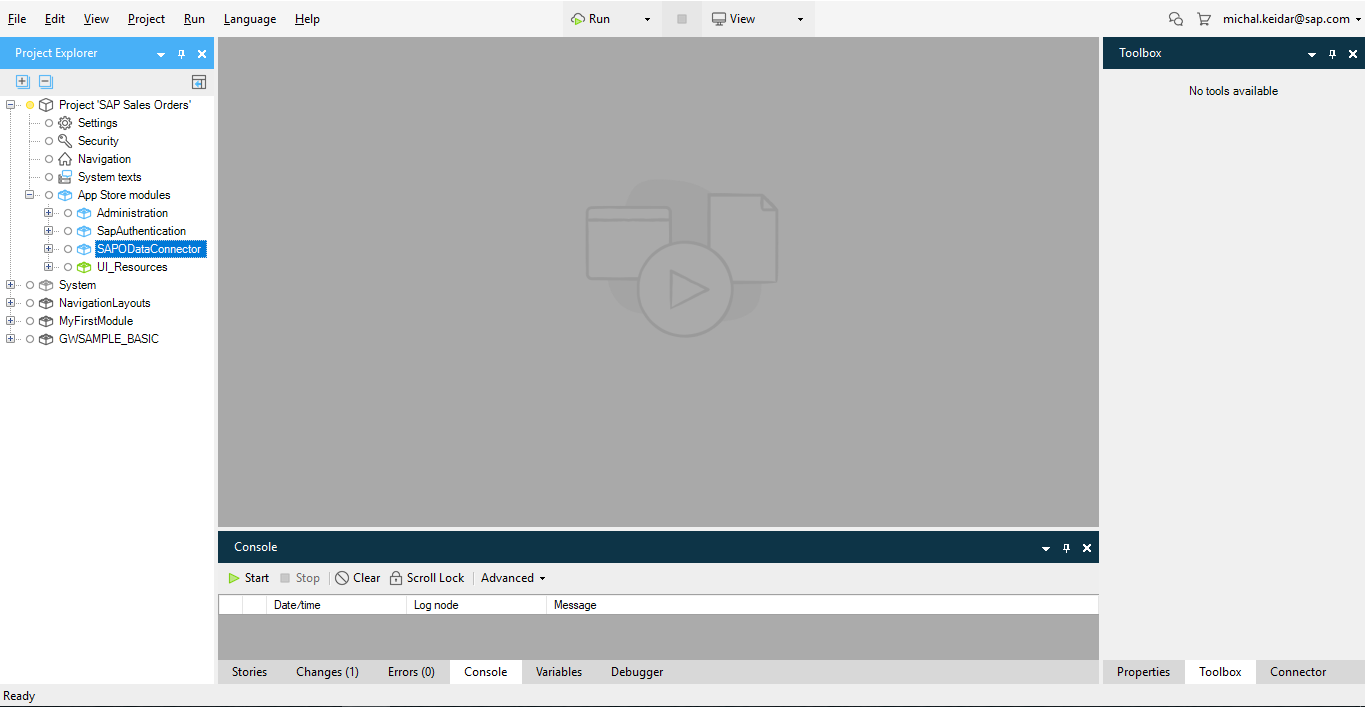 File Edit View Project Run Language Help Run View michal.keidar@sap.com
Project Explorer
Project 'SAP Sales Orders'
Settings
Security
Navigation
System texts
App Store modules
Administration
SapAuthentication
SAPODataConnector
UI_Resources
System
NavigationLayouts
MyFirstModule
GWSAMPLE_BASIC
Console
Start Stop Clear Scroll Lock Advanced
Date/time Log node Message
Stories Changes (1) Errors (0) Console Variables Debugger
Toolbox
No tools available
Properties Toolbox Connector
Ready